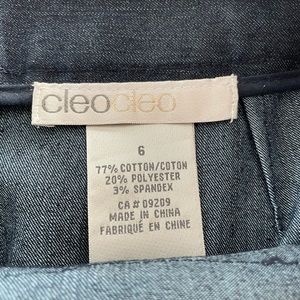 cleocleo
6
77% COTTON/COTON
20% POLYESTER
3% SPANDEX
CA# 09209
MADE IN CHINA
FABRIQUÉ EN CHINE